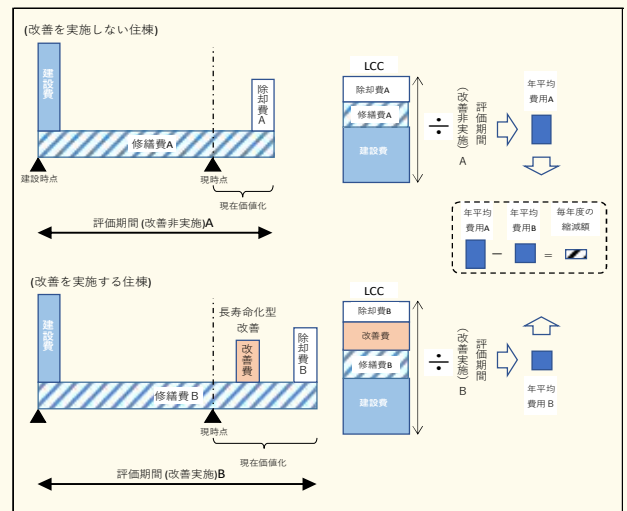 (改善を実施しない住棟)
建設費
除却費A
修繕費A
建設時点
現時点
現在価値化
評価期間(改善非実施)A
LCC
除却費A
修繕費A
建設費
÷
評価期間
(改善非実施)A
年平均
費用A
年平均
費用A
年平均
費用B
毎年度の
縮減額
－
＝
(改善を実施する住棟)
建設費
長寿命化型
改善
改善費
除却費B
修繕費B
現時点
現在価値化
評価期間(改善実施)B
LCC
除却費B
改善費
修繕費B
建設費
÷
評価期間
(改善実施)B
年平均
費用B